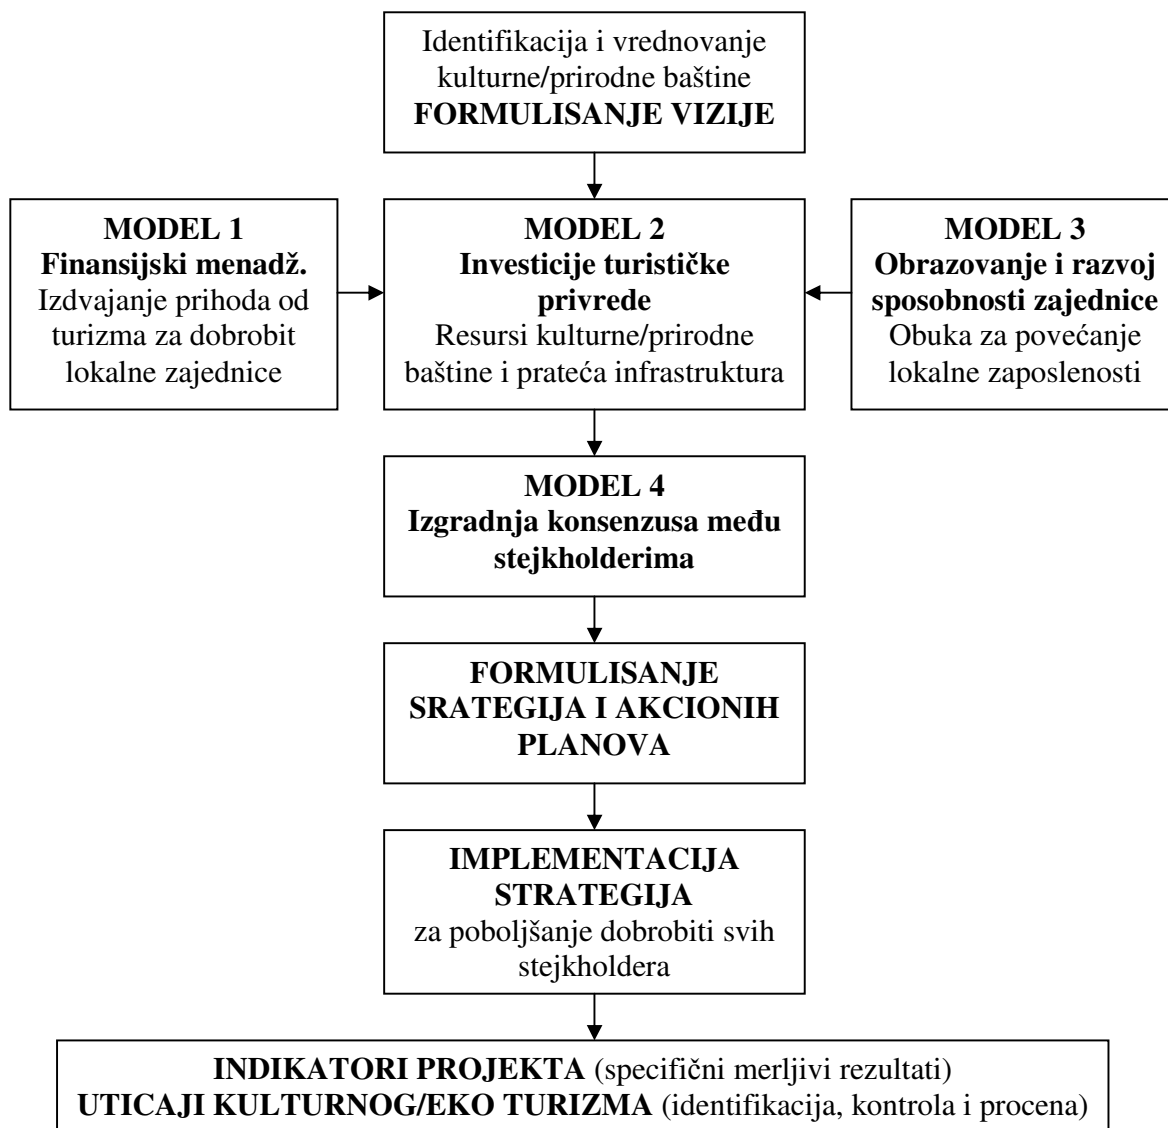 Identifikacija i vrednovanje
kulturne/prirodne baštine
FORMULISANJE VIZIJE
MODEL 1
Finansijski menadž.
Izdvajanje prihoda od
turizma za dobrobit
lokalne zajednice
MODEL 2
Investicije turističke
privrede
Resursi kulturne/prirodne
baštine i prateća infrastruktura
MODEL 3
Obrazovanje i razvoj
sposobnosti zajednice
Obuka za povećanje
lokalne zaposlenosti
MODEL 4
Izgradnja konsenzusa među
stejkholderima
FORMULISANJE
SRATEGIJA I AKCIONIH
PLANOVA
IMPLEMENTACIJA
STRATEGIJA
za poboljšanje dobrobiti svih
stejkholdera
INDIKATORI PROJEKTA (specifični merljivi rezultati)
UTICAJI KULTURNOG/EKO TURIZMA (identifikacija, kontrola i procena)